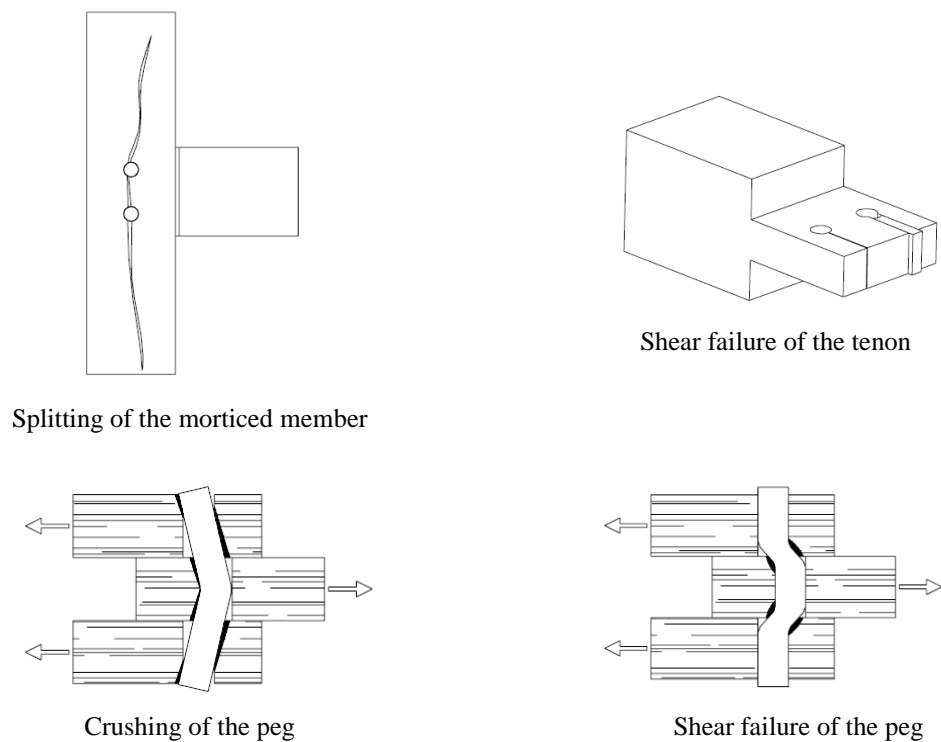 Shear failure of the tenon
Splitting of the morticed member
Crushing of the peg
Shear failure of the peg